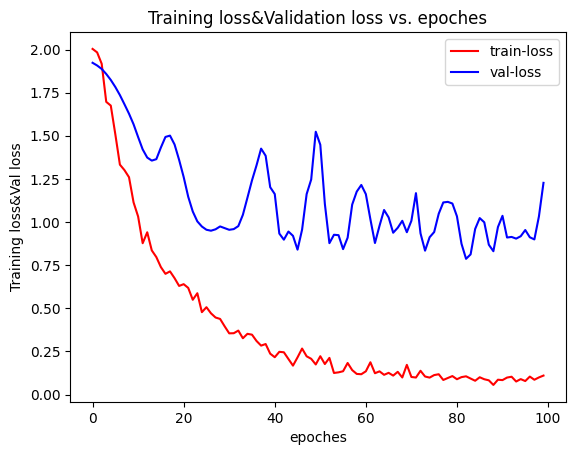 Training loss&Validation loss vs. epoches
train-loss
val-loss
Training loss&Val loss
2.00
1.75
1.50
1.25
1.00
0.75
0.50
0.25
0.00
0 20 40 60 80 100
epoches